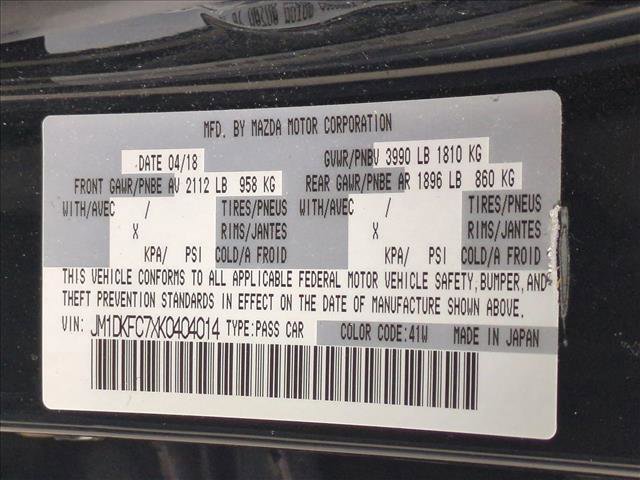 MFD. BY MAZDA MOTOR CORPORATION
DATE 04/18 GVWR/PNBV 3990 LB 1810 KG
FRONT GAWR/PNBE AV 2112 LB 958 KG REAR GAWR/PNBE AR 1896 LB 860 KG
WITH/AVEC / TIRES/PNEUS WITH/AVEC / TIRES/PNEUS
X RIMS/JANTES X RIMS/JANTES
KPA/ PSI COLD/A FROID KPA/ PSI COLD/A FROID
THIS VEHICLE CONFORMS TO ALL APPLICABLE FEDERAL MOTOR VEHICLE SAFETY, BUMPER, AND
THEFT PREVENTION STANDARDS IN EFFECT ON THE DATE OF MANUFACTURE SHOWN ABOVE.
VIN: JM1DKFC7XK0404014 TYPE:PASS CAR COLOR CODE:41W MADE IN JAPAN